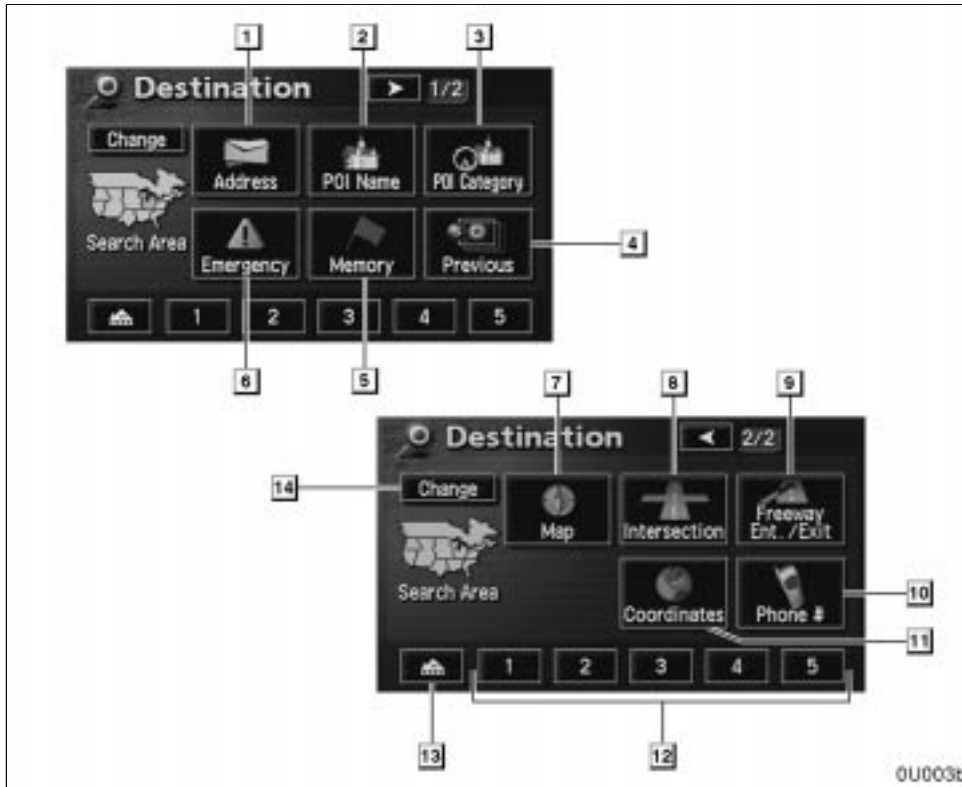 1 2 3
Destination 1/2
Change
Address POI Name POI Category
Search Area
Emergency Memory Previous
4
1 2 3 4 5
6 5 7 8 9
Destination 2/2
14
Change
Map Intersection Freeway
Ent./Exit
Search Area
10
Coordinates Phone #
11
1 2 3 4 5
13 12
0U003b